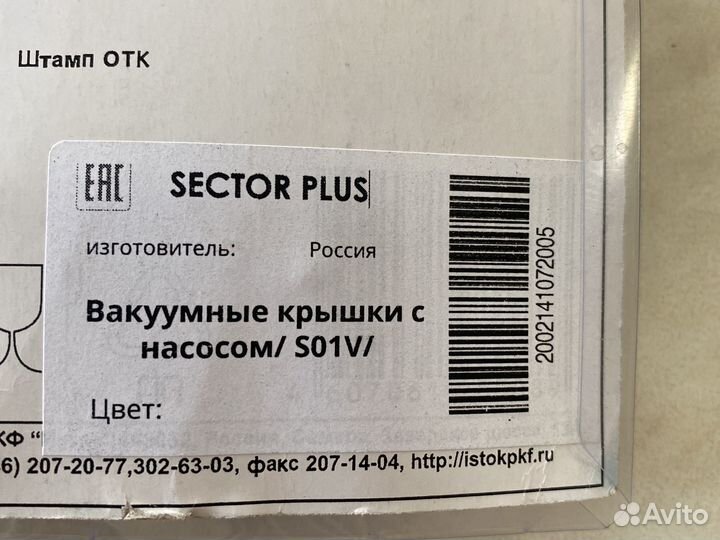 Штамп ОТК
EAC SECTOR PLUS
изготовитель: Россия
Вакуумные крышки с
насосом/ S01V/
Цвет:
2002141072005
КФ "
6) 207-20-77,302-63-03, факс 207-14-04, http://istokpkf.ru
Avito